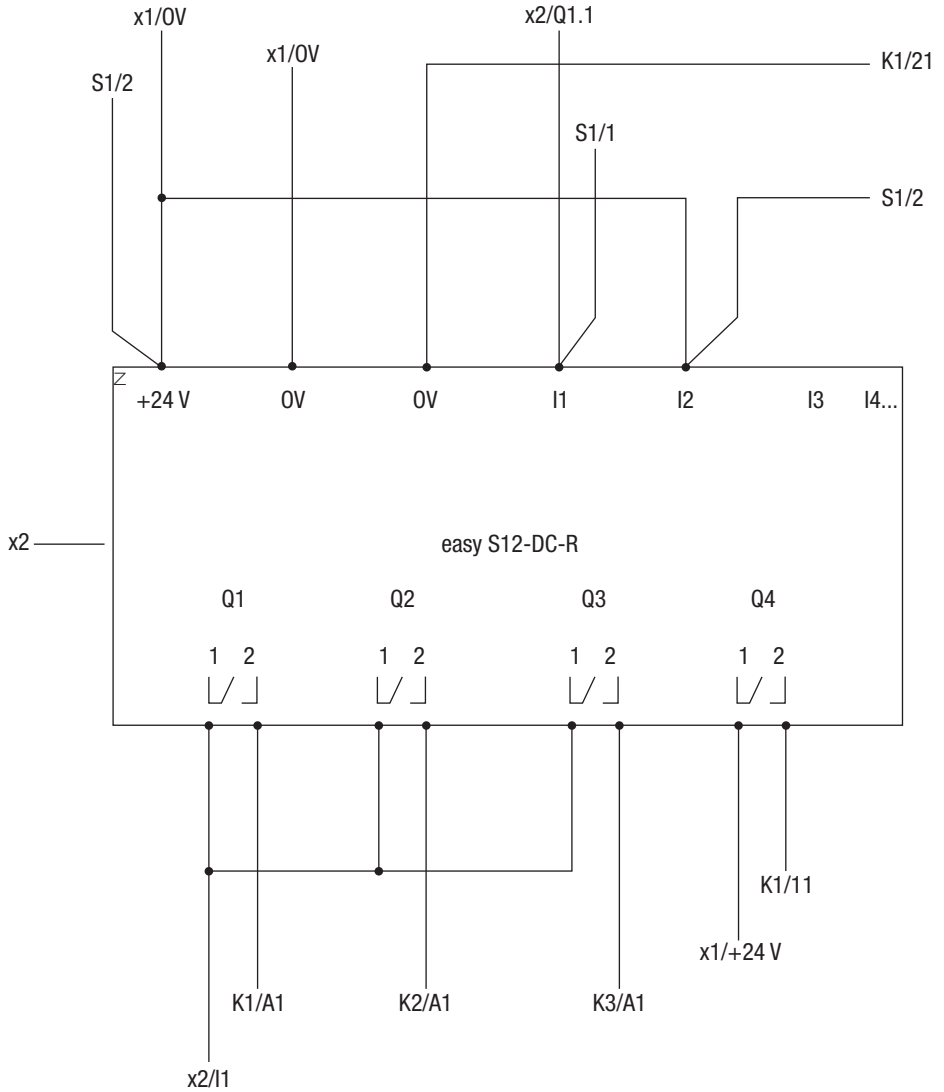 x1/0V
x2/Q1.1
x1/0V
K1/21
S1/2
S1/1
S1/2
+24 V 0V 0V I1 I2 I3 I4...
x2
easy S12-DC-R
Q1 Q2 Q3 Q4
1 2 1 2 1 2 1 2
K1/11
x1/+24 V
K1/A1 K2/A1 K3/A1
x2/I1